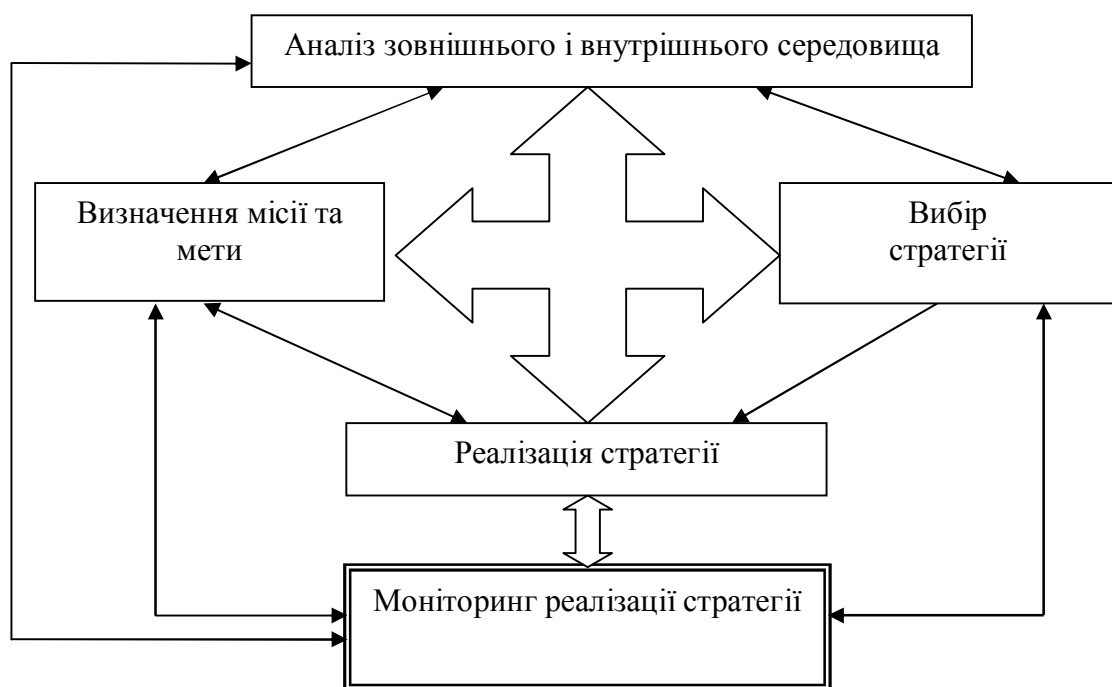 Аналіз зовнішнього і внутрішнього середовища
Визначення місії та
мети
Вибір
стратегії
Реалізація стратегії
Моніторинг реалізації стратегії